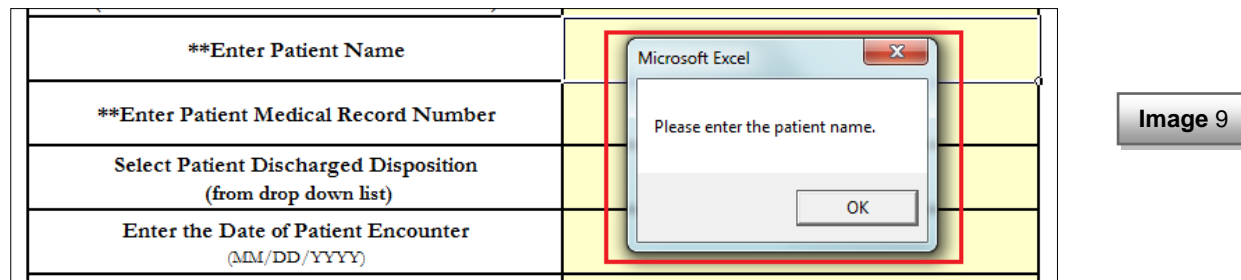 **Enter Patient Name
Microsoft Excel
Please enter the patient name.
OK
**Enter Patient Medical Record Number
Select Patient Discharged Disposition
(from drop down list)
Enter the Date of Patient Encounter
(MM/DD/YYYY)
Image 9